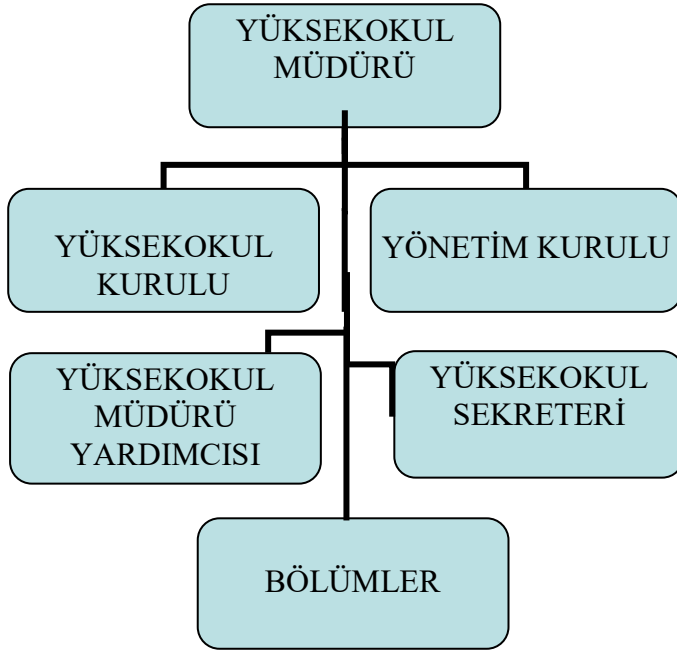 YÜKSEKOKUL
MÜDÜRÜ
YÜKSEKOKUL
KURULU
YÖNETİM KURULU
YÜKSEKOKUL
MÜDÜRÜ
YARDIMCISI
YÜKSEKOKUL
SEKRETERİ
BÖLÜMLER